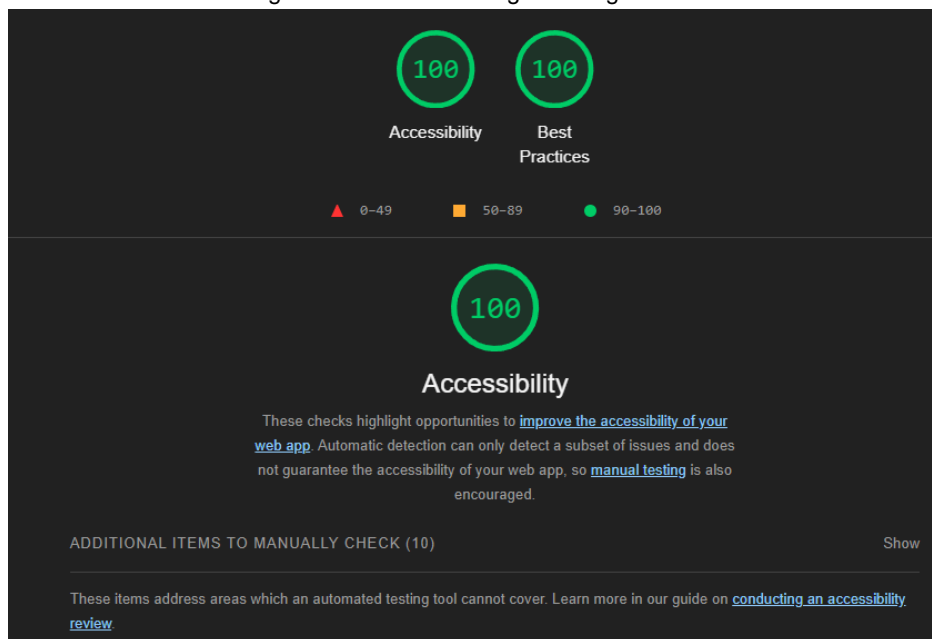 100
100
Accessibility
Best
Practices
0–49
50–89
90–100
100
Accessibility
These checks highlight opportunities to improve the accessibility of your
web app. Automatic detection can only detect a subset of issues and does
not guarantee the accessibility of your web app, so manual testing is also
encouraged.
ADDITIONAL ITEMS TO MANUALLY CHECK (10)
Show
These items address areas which an automated testing tool cannot cover. Learn more in our guide on conducting an accessibility
review.